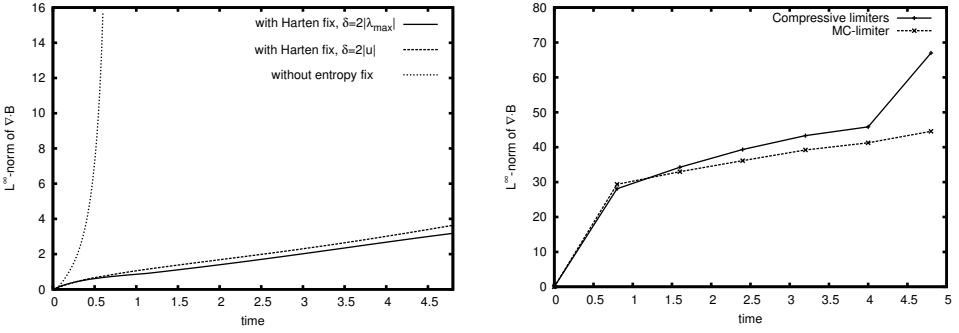 16
14
12
10
8
6
4
2
0
L∞-norm of ∇·B
with Harten fix, δ=2|λmax|
with Harten fix, δ=2|u|
without entropy fix
0 0.5 1 1.5 2 2.5 3 3.5 4 4.5
time
80
70
60
50
40
30
20
10
0
L∞-norm of ∇·B
Compressive limiters
MC-limiter
0 0.5 1 1.5 2 2.5 3 3.5 4 4.5 5
time